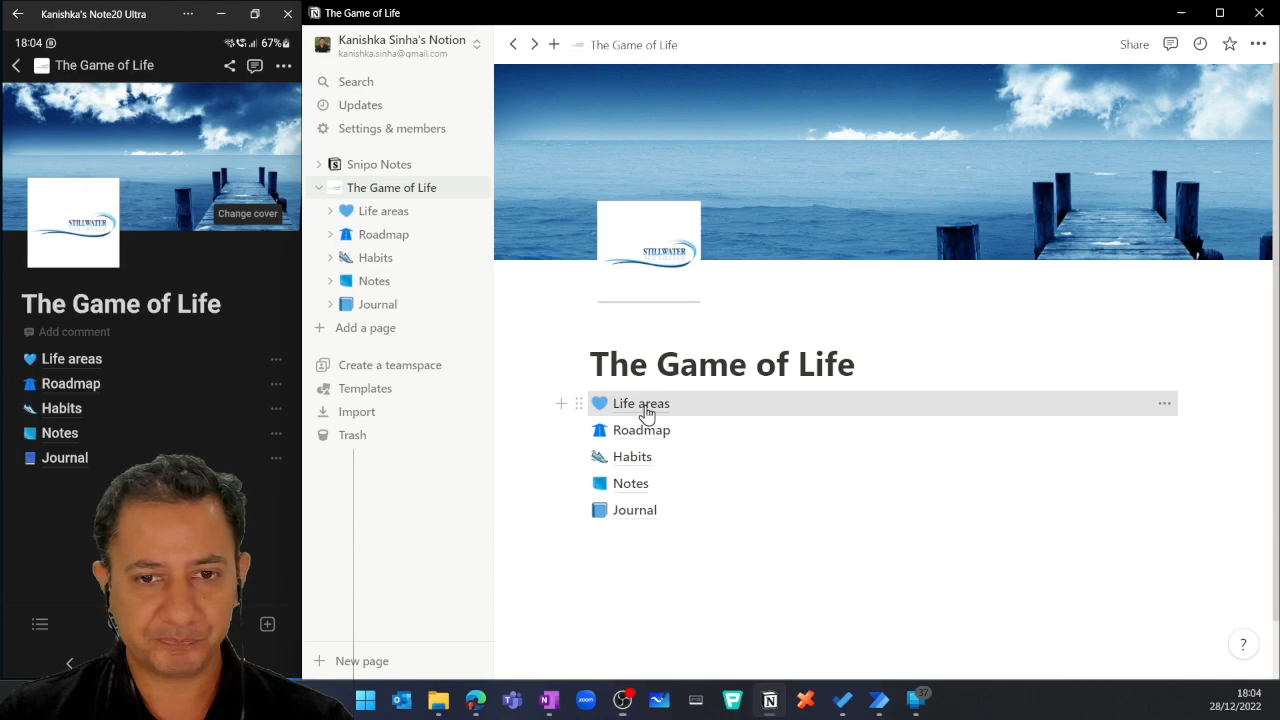 Kanishka's Note20 Ultra
18:04
67%
The Game of Life
STILLWATER
Change cover
The Game of Life
Add comment
Life areas
Roadmap
Habits
Notes
Journal
The Game of Life
Kanishka Sinha's Notion
kanishka.sinha@gmail.com
Search
Updates
Settings & members
Snipo Notes
The Game of Life
Life areas
Roadmap
Habits
Notes
Journal
Add a page
Create a teamspace
Templates
Import
Trash
New page
The Game of Life
Share
STILLWATER
The Game of Life
Life areas
Roadmap
Habits
Notes
Journal
?
37
18:04
28/12/2022